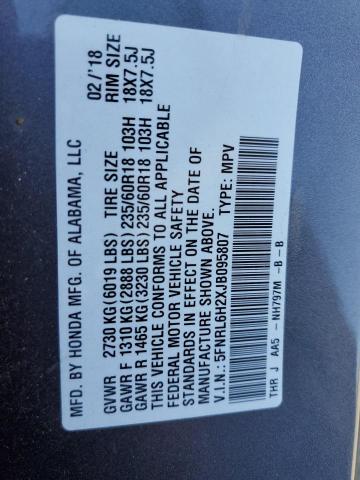 MFD. BY HONDA MFG. OF ALABAMA, LLC 02/'18
GVWR 2730 KG(6019 LBS) TIRE SIZE RIM SIZE
GAWR F 1310 KG(2888 LBS)235/60R18 103H 18X7.5J
GAWR R 1465 KG(3230 LBS)235/60R18 103H 18X7.5J
THIS VEHICLE CONFORMS TO ALL APPLICABLE
FEDERAL MOTOR VEHICLE SAFETY
STANDARDS IN EFFECT ON THE DATE OF
MANUFACTURE SHOWN ABOVE.
V.I.N.: 5FNRL6H2XJB095807 TYPE: MPV
THR J AA5 - NH797M -B -B